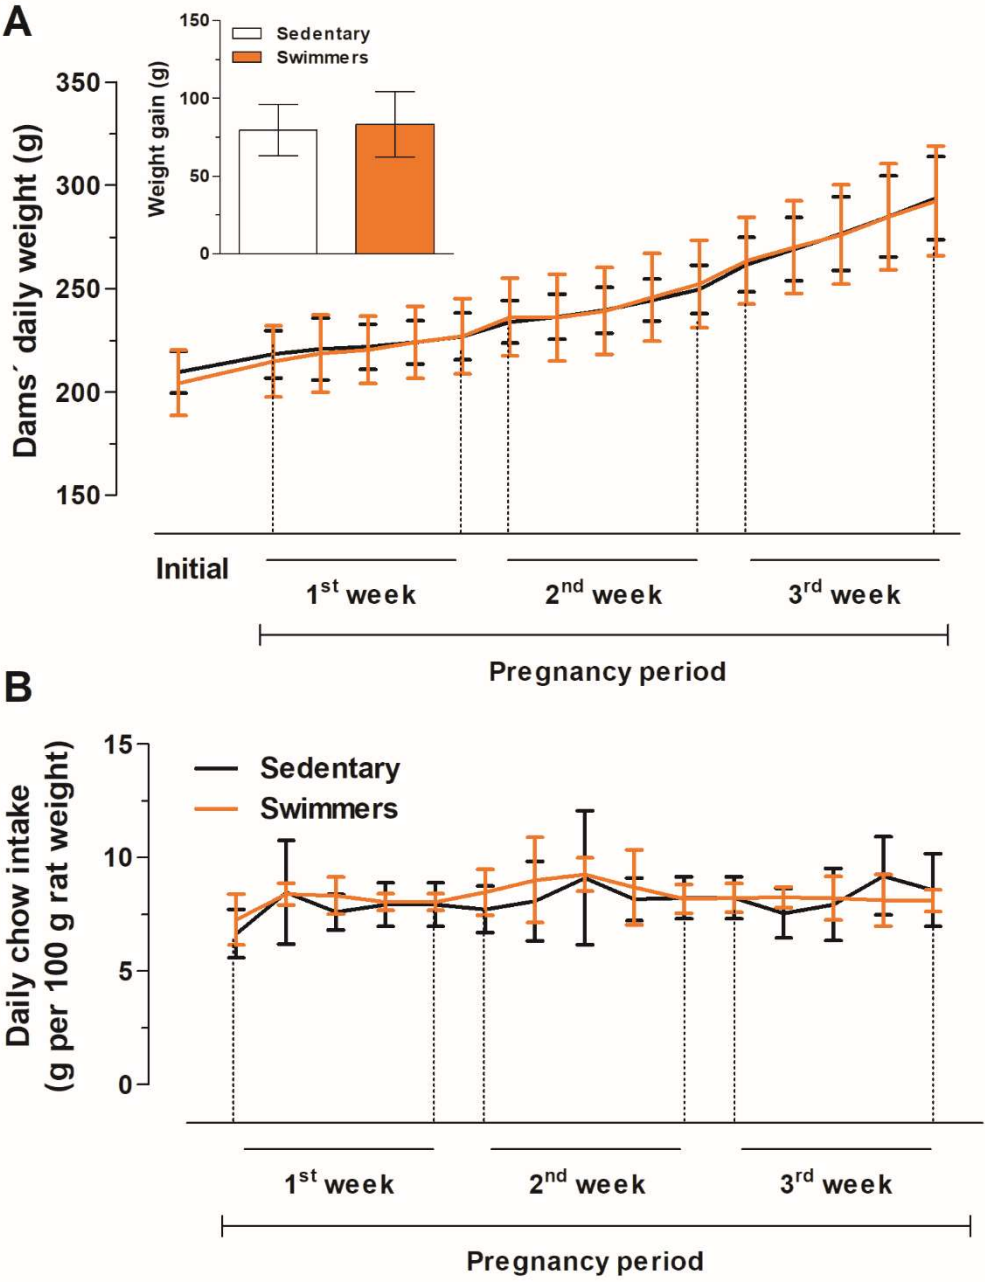 A
150
Sedentary
Swimmers
100
50
0
Weight gain (g)
350
300
250
200
150
Dams´ daily weight (g)
Initial
1st week
2nd week
3rd week
Pregnancy period
B
15
10
5
0
Daily chow intake
(g per 100 g rat weight)
Sedentary
Swimmers
1st week
2nd week
3rd week
Pregnancy period